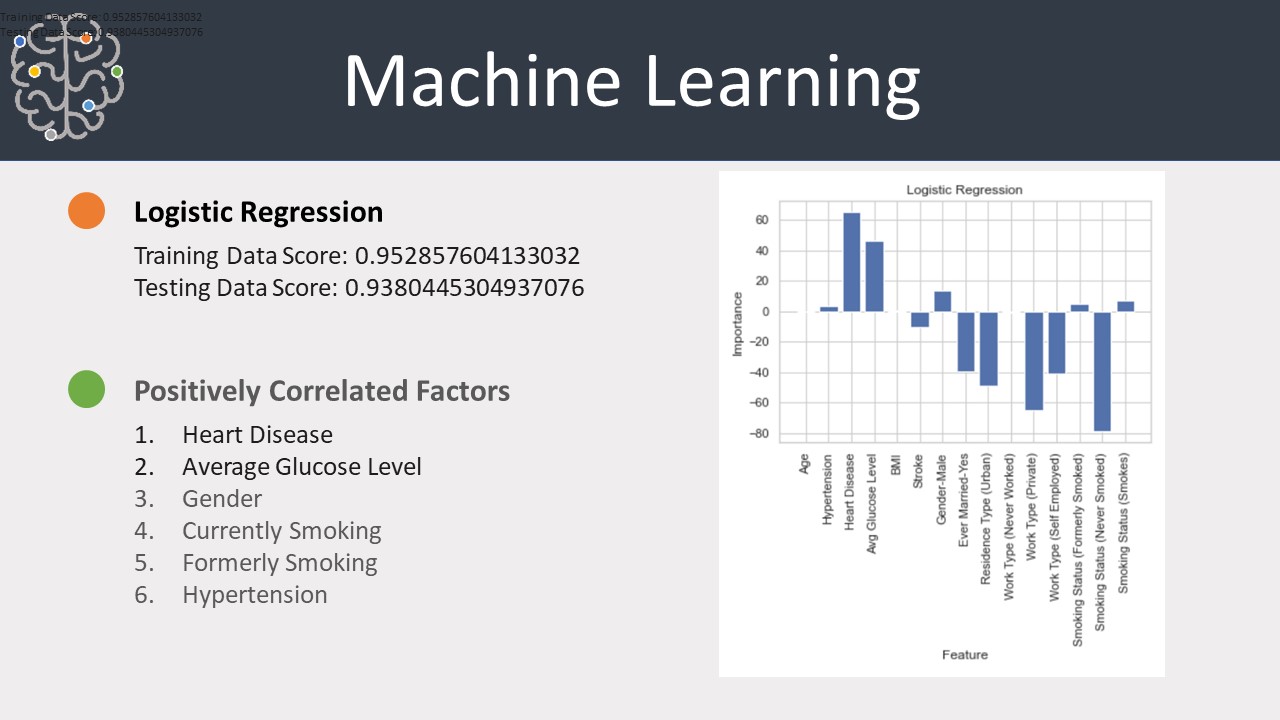 Training Data Score: 0.952857604133032
Testing Data Score: 0.9380445304937076
Machine Learning
Logistic Regression
Training Data Score: 0.952857604133032
Testing Data Score: 0.9380445304937076
Positively Correlated Factors
1. Heart Disease
2. Average Glucose Level
3. Gender
4. Currently Smoking
5. Formerly Smoking
6. Hypertension
Logistic Regression
Importance
60
40
20
0
−20
−40
−60
−80
Age
Hypertension
Heart Disease
Avg Glucose Level
BMI
Stroke
Gender-Male
Ever Married-Yes
Residence Type (Urban)
Work Type (Never Worked)
Work Type (Private)
Work Type (Self Employed)
Smoking Status (Formerly Smoked)
Smoking Status (Never Smoked)
Smoking Status (Smokes)
Feature